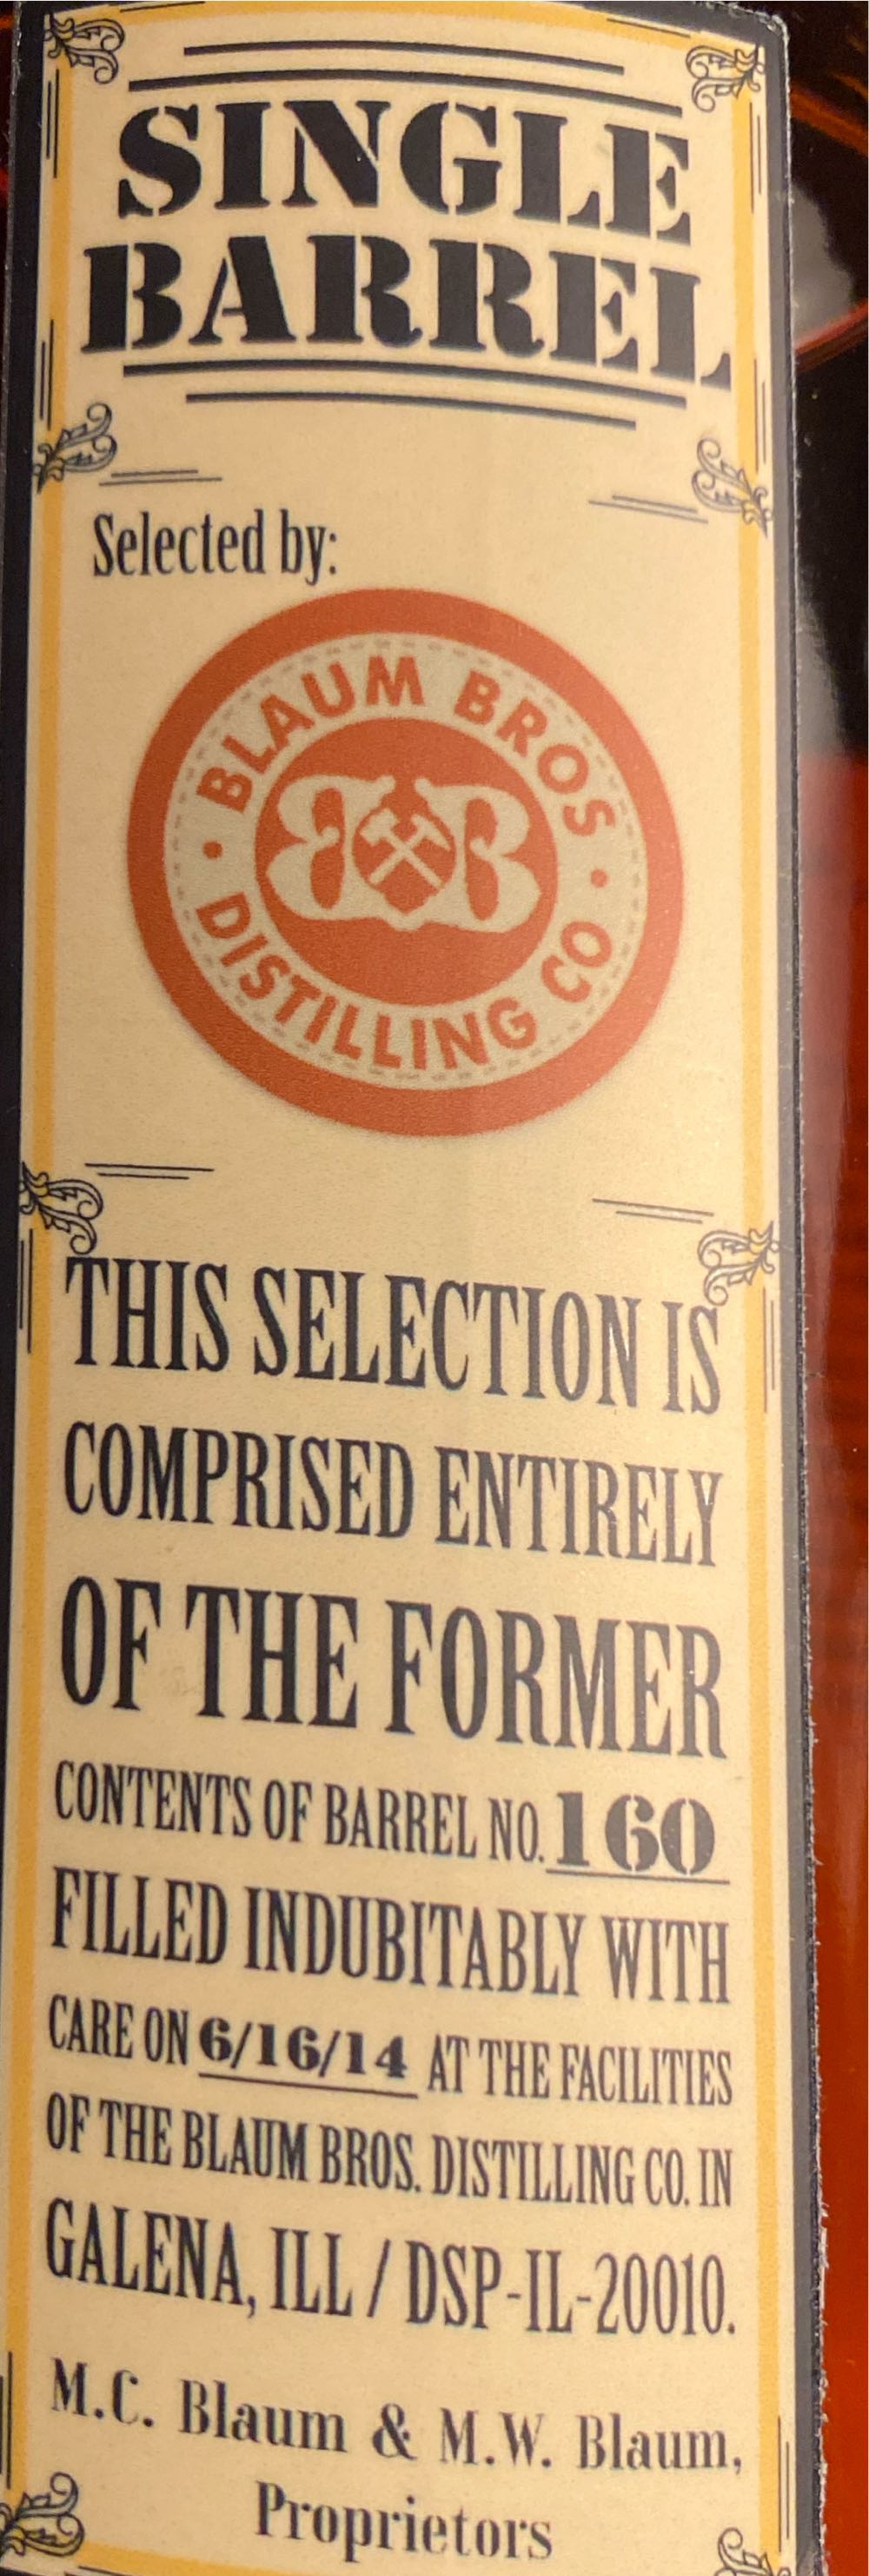 SINGLE
BARREL
Selected by:
BLAUM BROS
BB
DISTILLING CO
THIS SELECTION IS
COMPRISED ENTIRELY
OF THE FORMER
CONTENTS OF BARREL NO. 160
FILLED INDUBITABLY WITH
CARE ON 6/16/14 AT THE FACILITIES
OF THE BLAUM BROS. DISTILLING CO. IN
GALENA, ILL / DSP-IL-20010.
M.C. Blaum & M.W. Blaum,
Proprietors